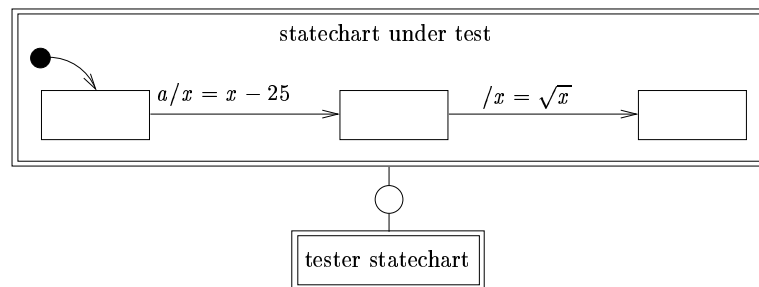 statechart under test
a/x = x − 25
/x = √x
tester statechart